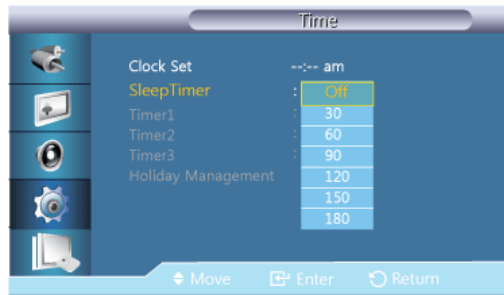 Time
Clock Set --:-- am
SleepTimer : Off
Timer1 : 30
Timer2 : 60
Timer3 : 90
Holiday Management 120
150
180
Move Enter Return